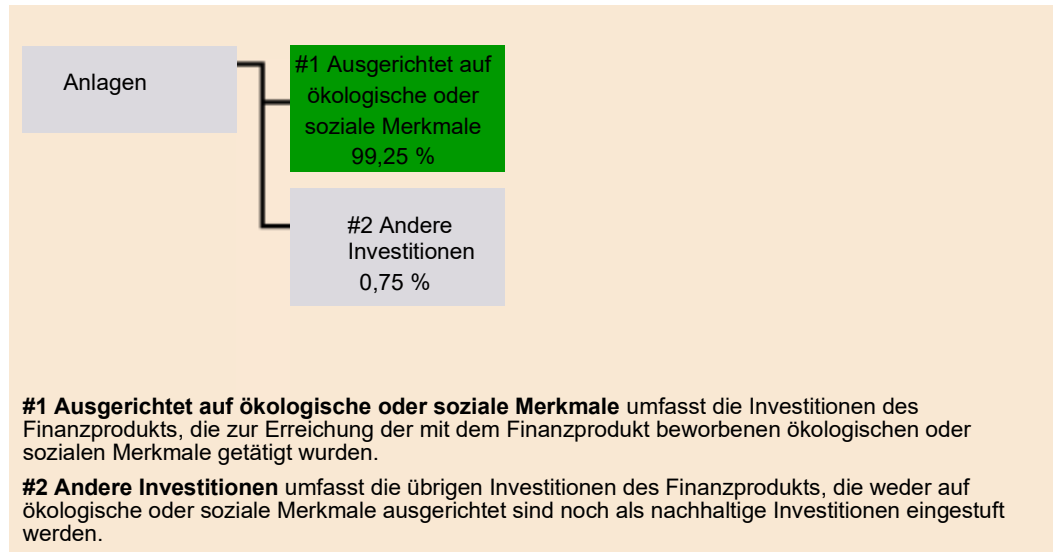 Anlagen
#1 Ausgerichtet auf
ökologische oder
soziale Merkmale
99,25 %
#2 Andere
Investitionen
0,75 %
#1 Ausgerichtet auf ökologische oder soziale Merkmale umfasst die Investitionen des
Finanzprodukts, die zur Erreichung der mit dem Finanzprodukt beworbenen ökologischen oder
sozialen Merkmale getätigt wurden.
#2 Andere Investitionen umfasst die übrigen Investitionen des Finanzprodukts, die weder auf
ökologische oder soziale Merkmale ausgerichtet sind noch als nachhaltige Investitionen eingestuft
werden.